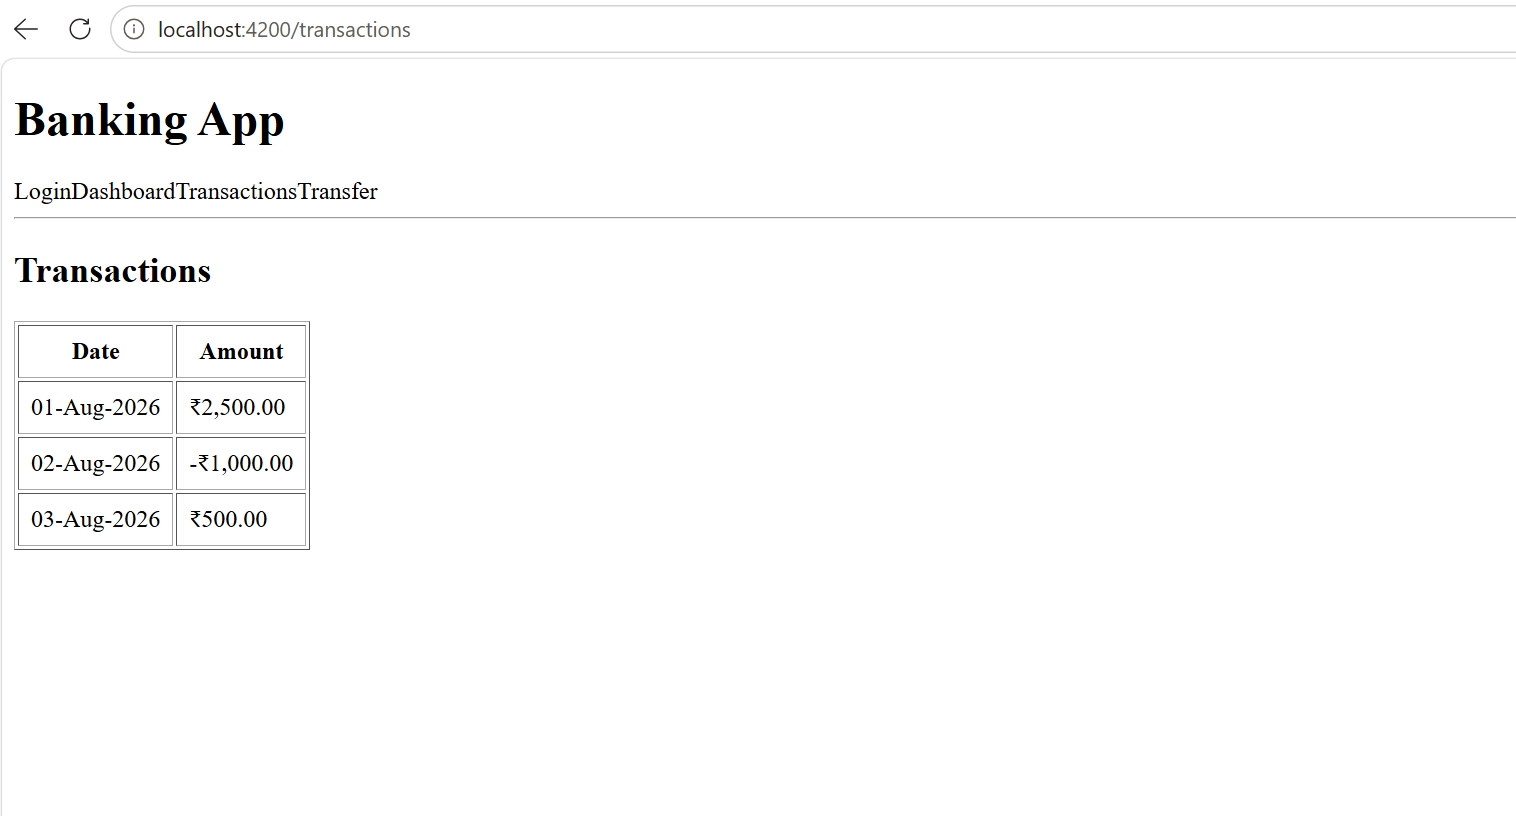 localhost:4200/transactions
Banking App
LoginDashboardTransactionsTransfer
Transactions
Date Amount
01-Aug-2026 ₹2,500.00
02-Aug-2026 -₹1,000.00
03-Aug-2026 ₹500.00